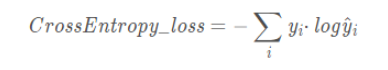 CrossEntropy_loss = − ∑ᵢ yᵢ· logŷᵢ